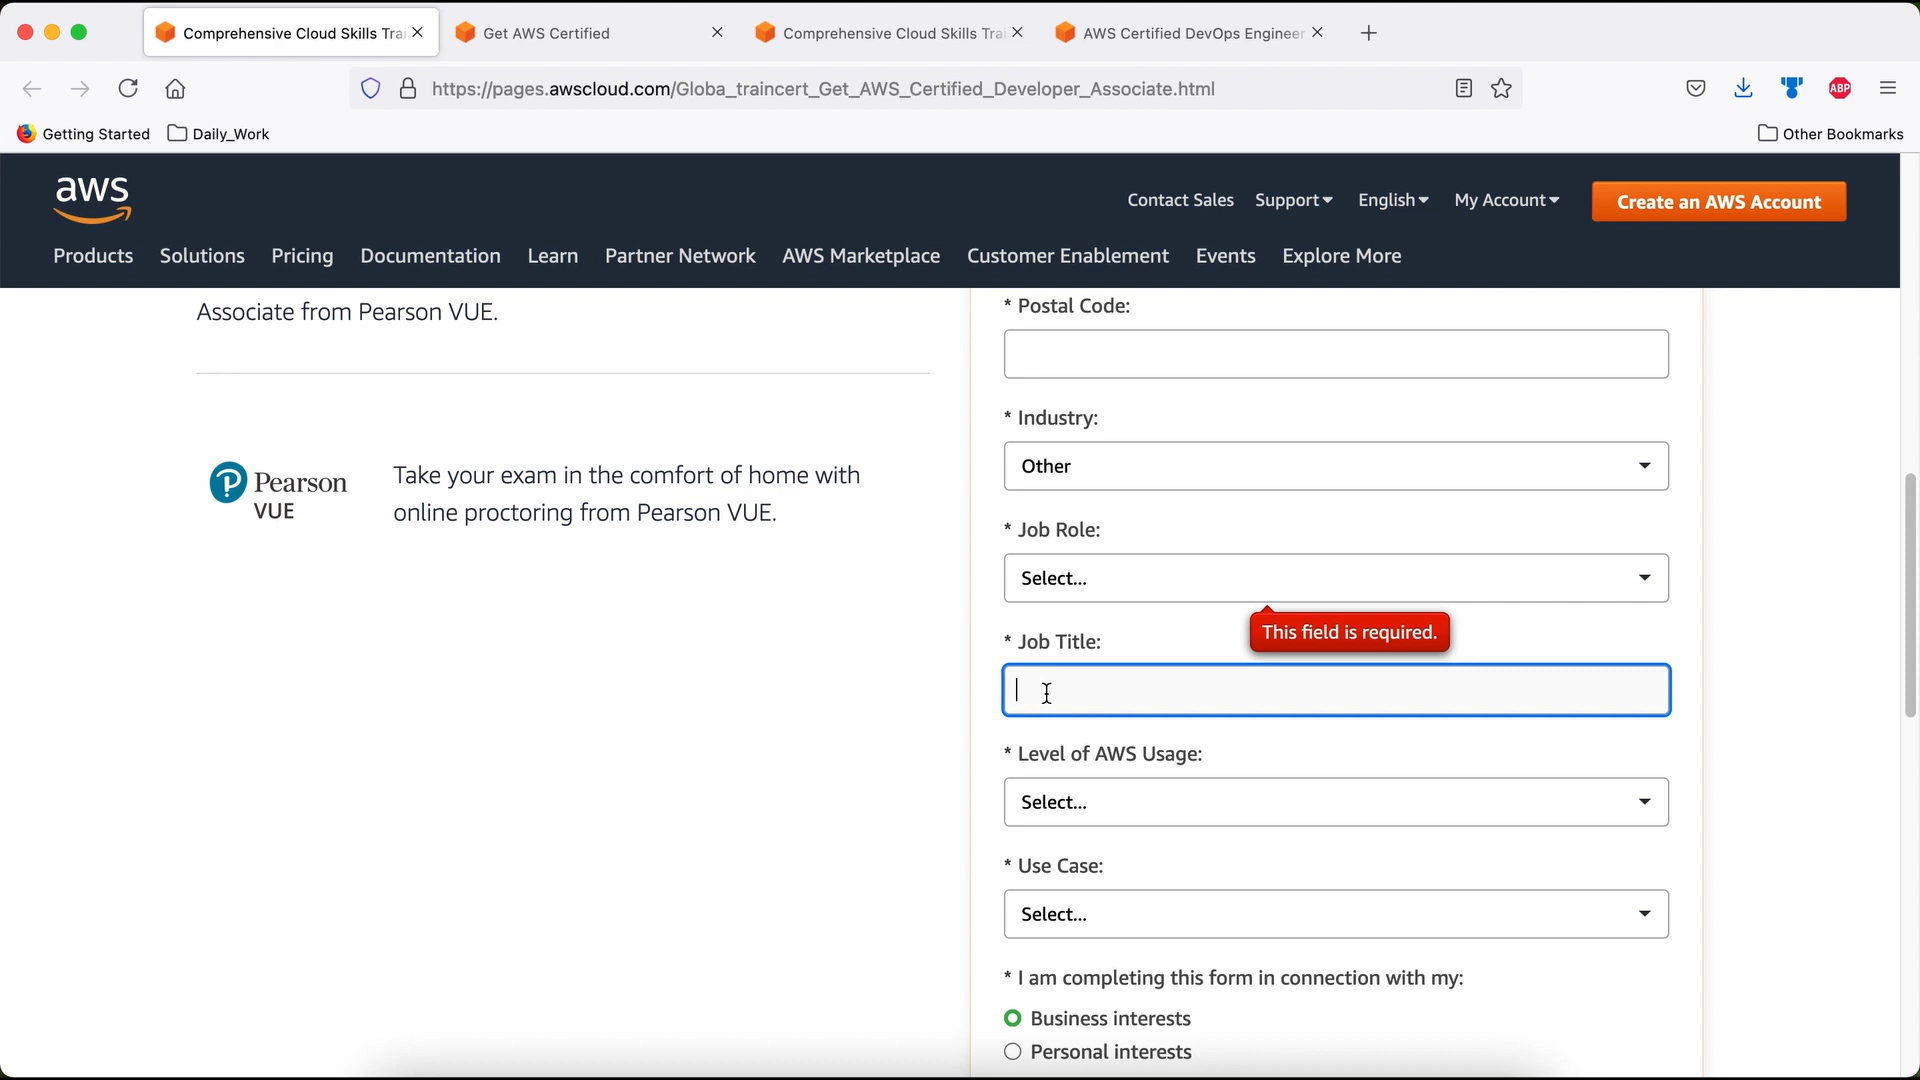 Comprehensive Cloud Skills Trai
Get AWS Certified
Comprehensive Cloud Skills Trai
AWS Certified DevOps Engineer
https://pages.awscloud.com/Globa_traincert_Get_AWS_Certified_Developer_Associate.html
ABP
Getting Started
Daily_Work
Other Bookmarks
aws
Contact Sales
Support
English
My Account
Create an AWS Account
Products
Solutions
Pricing
Documentation
Learn
Partner Network
AWS Marketplace
Customer Enablement
Events
Explore More
Associate from Pearson VUE.
Pearson
VUE
Take your exam in the comfort of home with
online proctoring from Pearson VUE.
* Postal Code:
* Industry:
Other
* Job Role:
Select...
This field is required.
* Job Title:
* Level of AWS Usage:
Select...
* Use Case:
Select...
* I am completing this form in connection with my:
Business interests
Personal interests